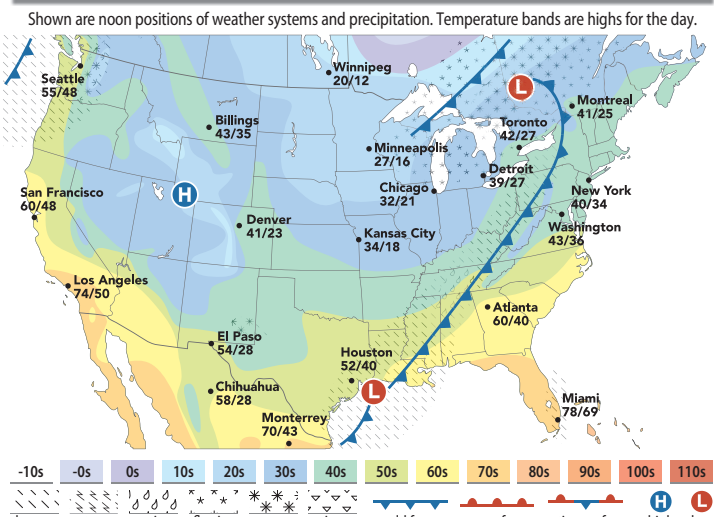 Shown are noon positions of weather systems and precipitation. Temperature bands are highs for the day.
Seattle
55/48
Winnipeg
20/12
L
Montreal
41/25
Billings
43/35
Toronto
42/27
Minneapolis
27/16
Detroit
39/27
San Francisco
60/48
H
Chicago
32/21
New York
40/34
Denver
41/23
Kansas City
34/18
Washington
43/36
Los Angeles
74/50
Atlanta
60/40
El Paso
54/28
Houston
52/40
Chihuahua
58/28
L
Miami
78/69
Monterrey
70/43
-10s -0s 0s 10s 20s 30s 40s 50s 60s 70s 80s 90s 100s 110s
H L